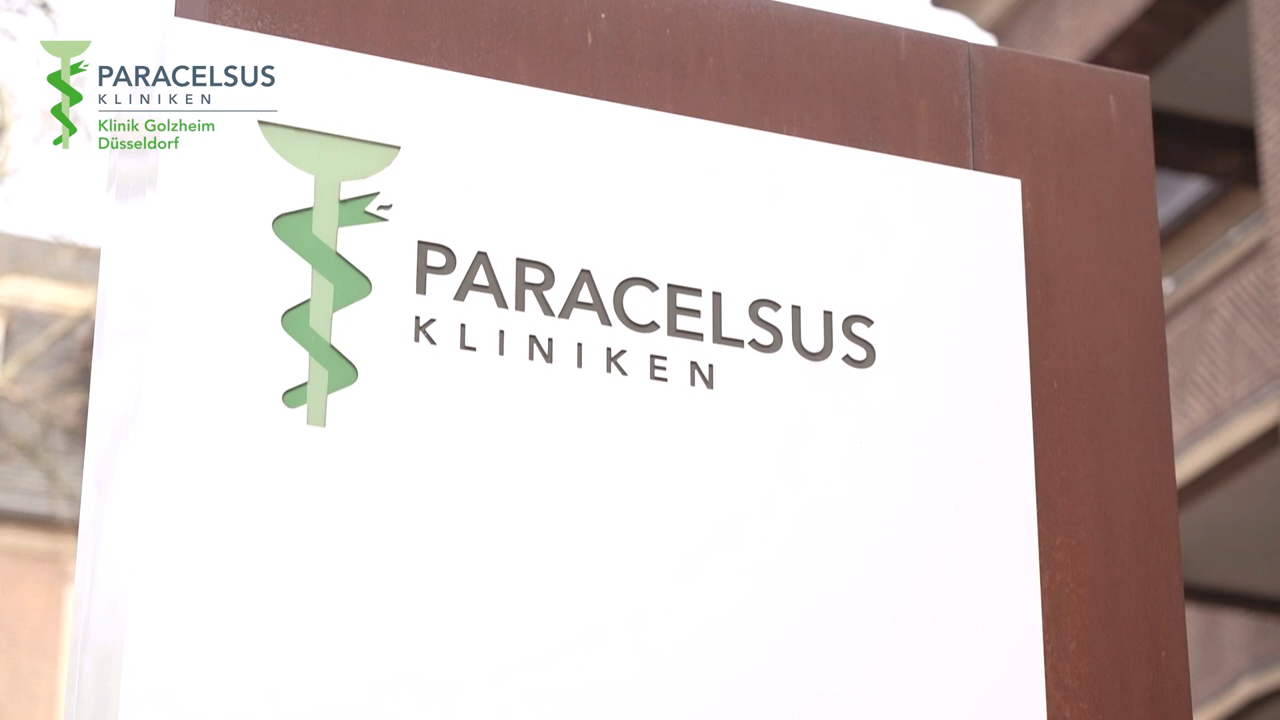 PARACELSUS
KLINIKEN
Klinik Golzheim
Düsseldorf
PARACELSUS
KLINIKEN